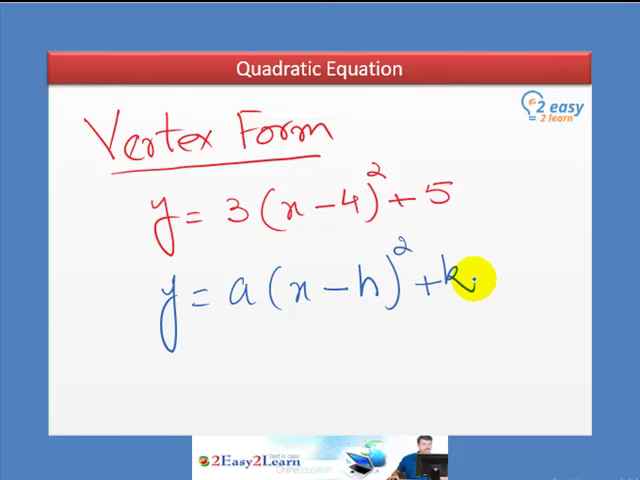 Quadratic Equation
2 easy
2 learn
Vertex Form
y = 3(x - 4)² + 5
y = a(x - h)² + k
2Easy2Learn